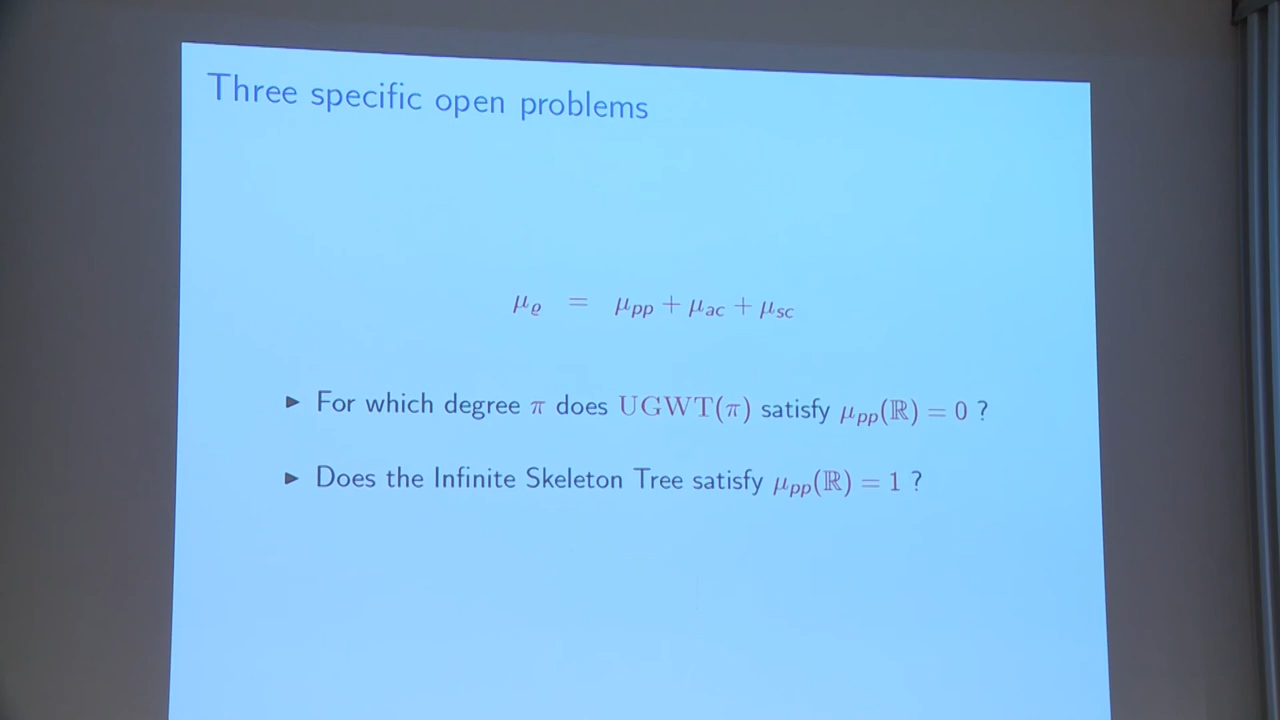 Three specific open problems
μ_ϱ = μ_pp + μ_ac + μ_sc
▶ For which degree π does UGWT(π) satisfy μ_pp(ℝ) = 0 ?
▶ Does the Infinite Skeleton Tree satisfy μ_pp(ℝ) = 1 ?